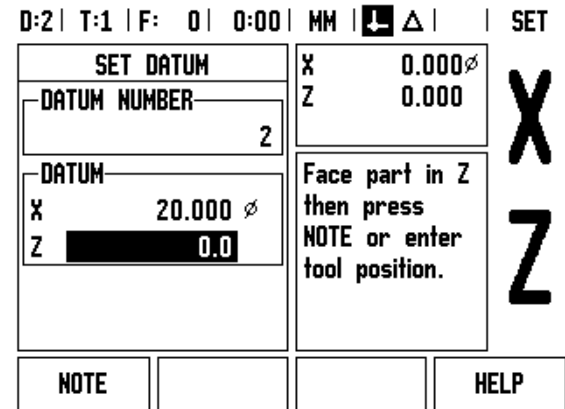 D:2| T:1 |F: 0| 0:00| MM | Δ| | SET
SET DATUM
DATUM NUMBER
2
DATUM
X 20.000 ⌀
Z 0.0
X 0.000⌀
Z 0.000
Face part in Z
then press
NOTE or enter
tool position.
X
Z
NOTE
HELP